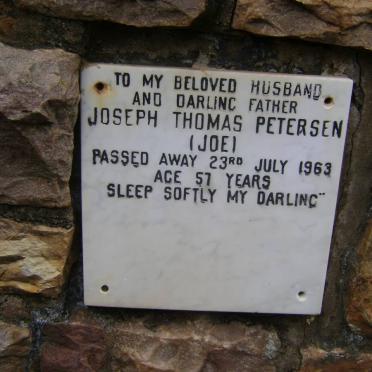 TO MY BELOVED HUSBAND
AND DARLING FATHER
JOSEPH THOMAS PETERSEN
(JOE)
PASSED AWAY 23RD JULY 1963
AGE 57 YEARS
SLEEP SOFTLY MY DARLING"